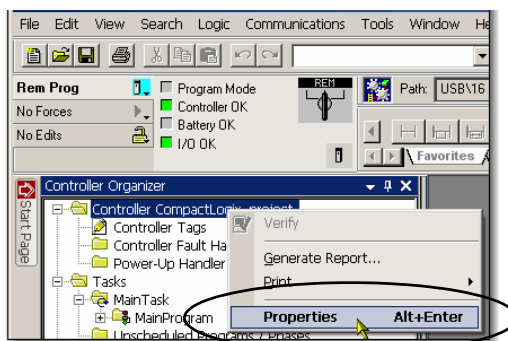 File Edit View Search Logic Communications Tools Window
Rem Prog
No Forces
No Edits
Program Mode
Controller OK
Battery OK
I/O OK
REM
Path: USB\16
Favorites
Start Page
Controller Organizer
Controller CompactLogix_project
Controller Tags
Controller Fault Ha
Power-Up Handler
Tasks
MainTask
MainProgram
Unscheduled Programs / Phases
Verify
Generate Report...
Print
Properties Alt+Enter